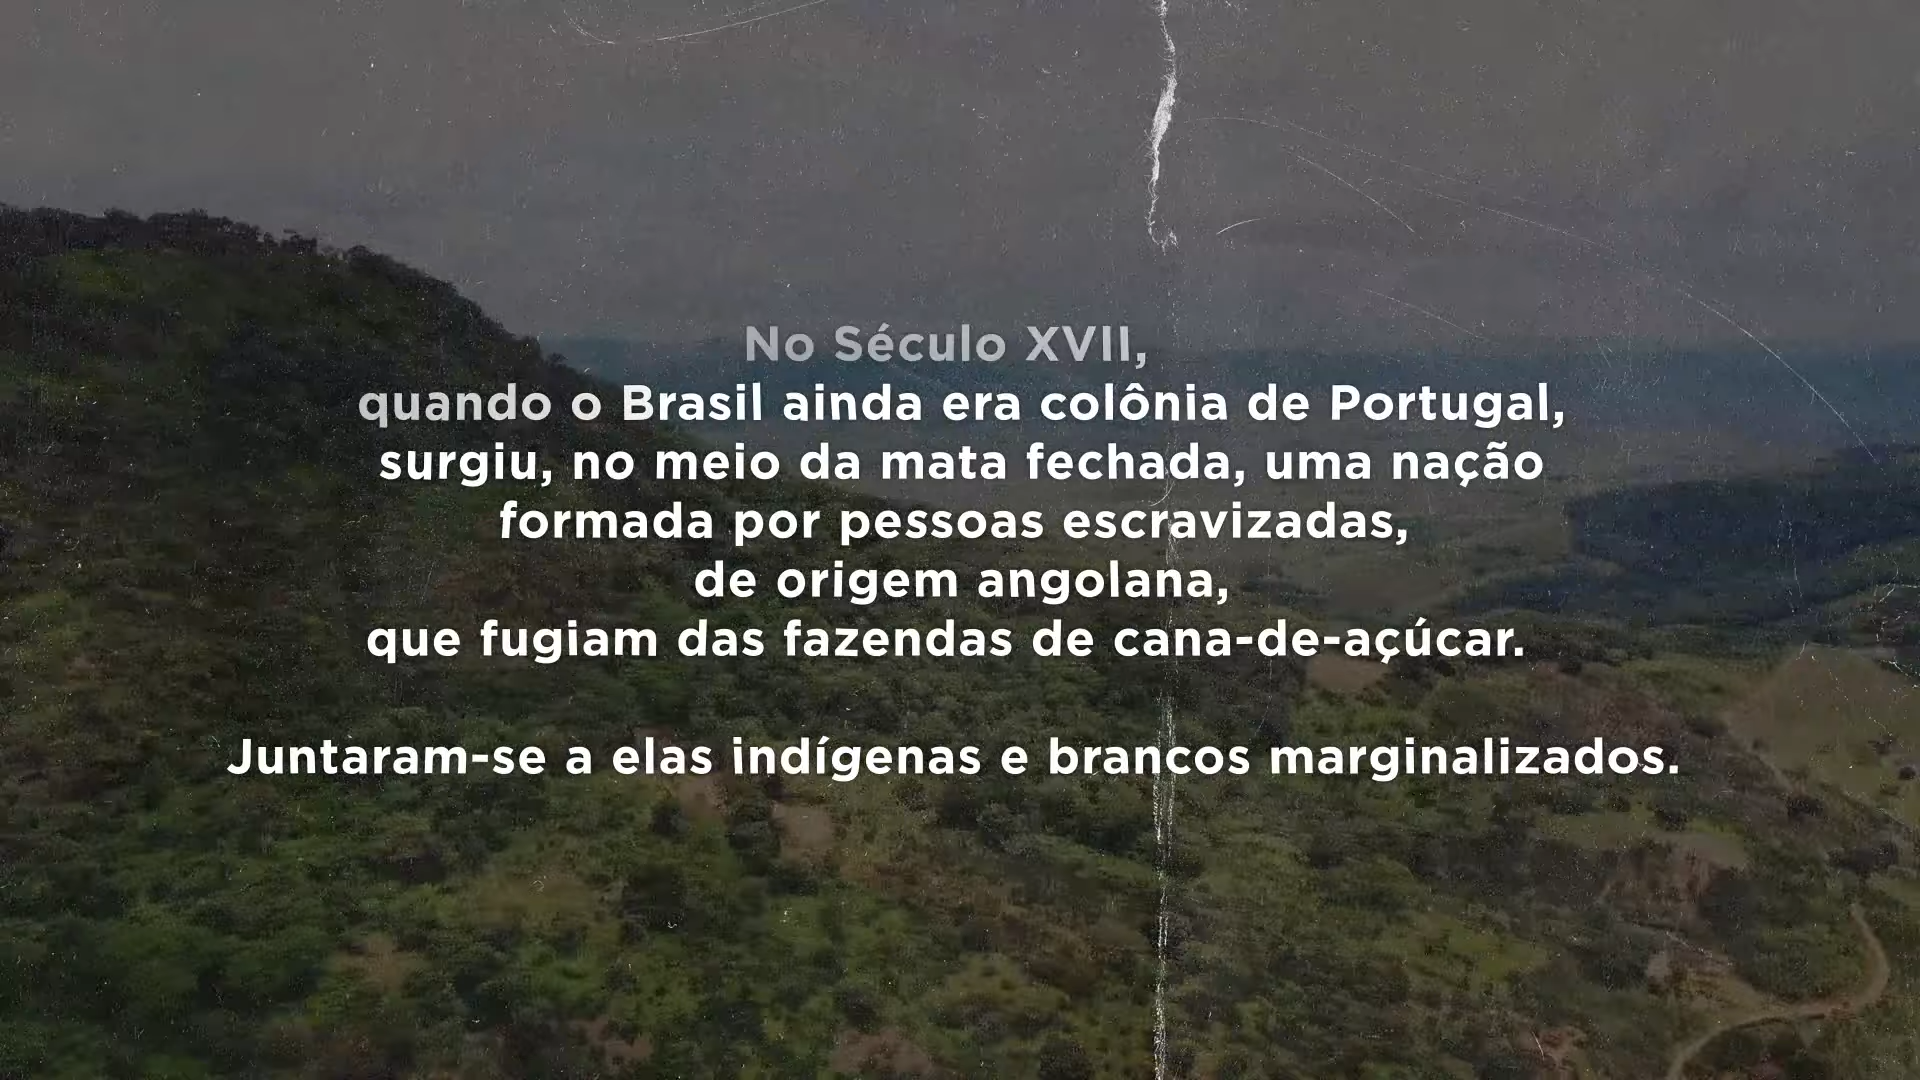 No Século XVII,
quando o Brasil ainda era colônia de Portugal,
surgiu, no meio da mata fechada, uma nação
formada por pessoas escravizadas,
de origem angolana,
que fugiam das fazendas de cana-de-açúcar.
Juntaram-se a elas indígenas e brancos marginalizados.